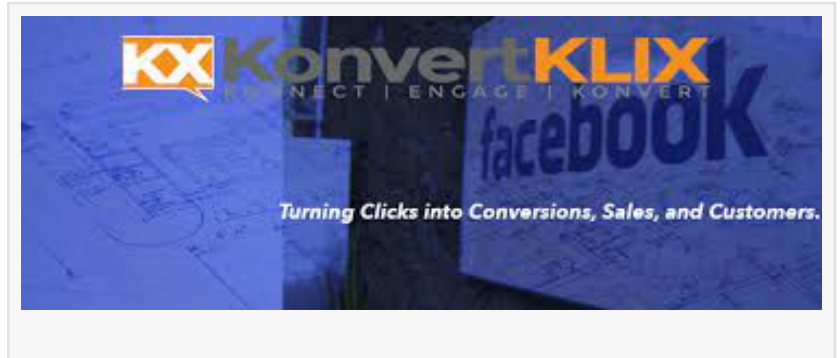 KX KonvertKLIX
KONNECT | ENGAGE | KONVERT
facebook
Turning Clicks into Conversions, Sales, and Customers.